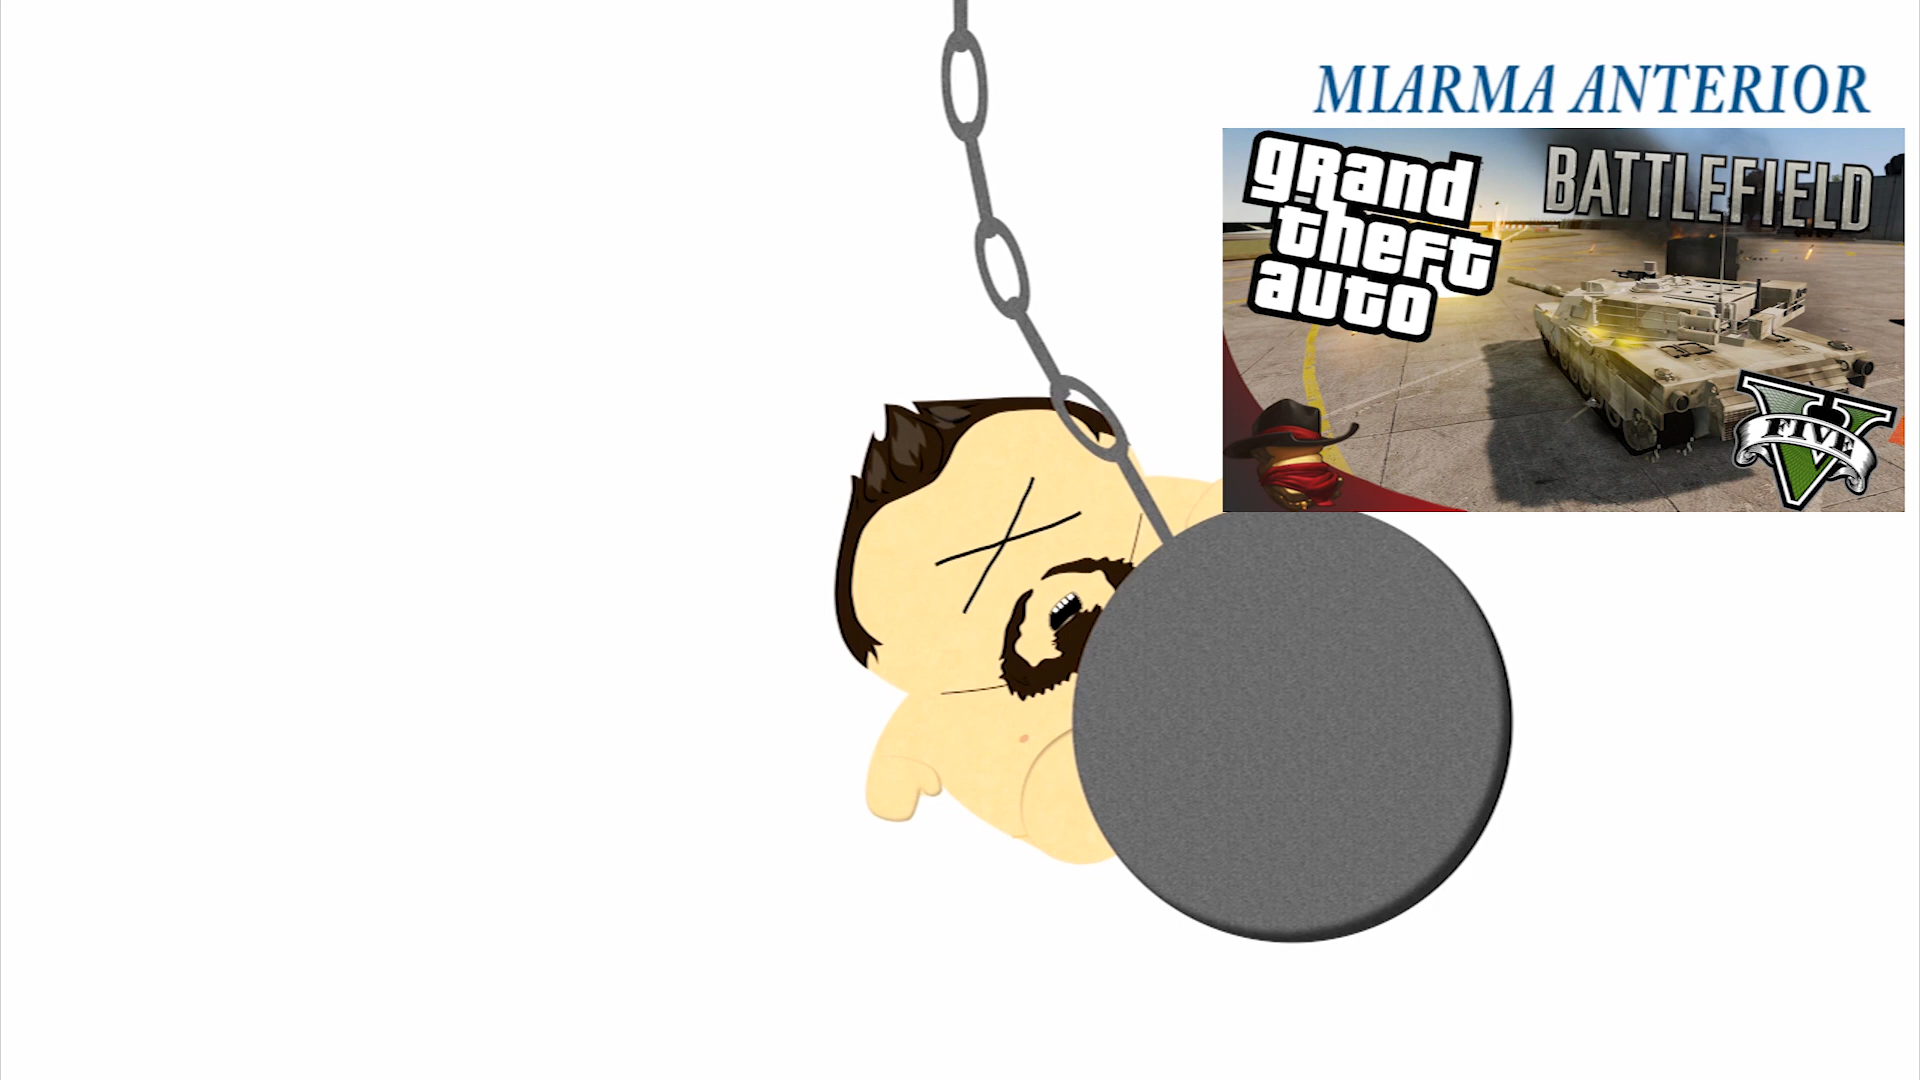 MIARMA ANTERIOR
grand
theft
auto
BATTLEFIELD
V
FIVE